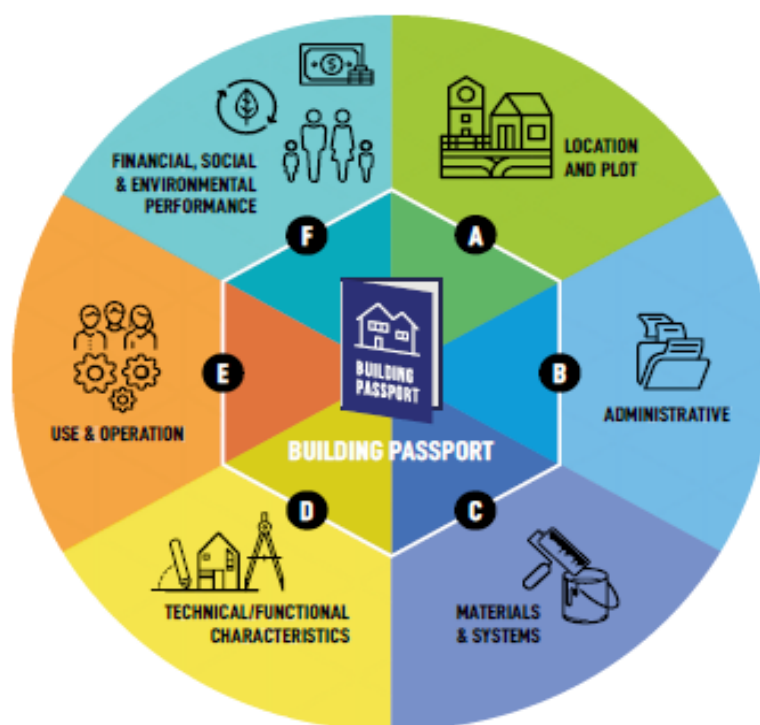 FINANCIAL, SOCIAL
& ENVIRONMENTAL
PERFORMANCE
LOCATION
AND PLOT
F
A
BUILDING
PASSPORT
E
B
USE & OPERATION
ADMINISTRATIVE
BUILDING PASSPORT
D
C
TECHNICAL/FUNCTIONAL
CHARACTERISTICS
MATERIALS
& SYSTEMS
$